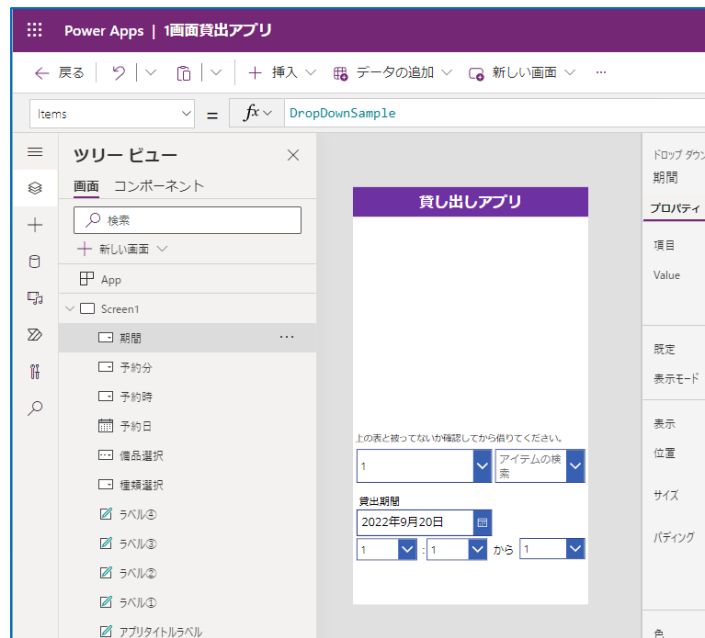 Power Apps | 1画面貸出アプリ
戻る 挿入 データの追加 新しい画面 …
Items = fx DropDownSample
ツリー ビュー
画面 コンポーネント
検索
新しい画面
App
Screen1
期間 …
予約分
予約時
予約日
備品選択
種類選択
ラベル④
ラベル③
ラベル②
ラベル①
アプリタイトルラベル
貸し出しアプリ
上の表と被ってないか確認してから借りてください。
1 アイテムの検索
貸出期間
2022年9月20日
1 : 1 から 1
ドロップ ダウン
期間
プロパティ
項目
Value
既定
表示モード
表示
位置
サイズ
パディング
色